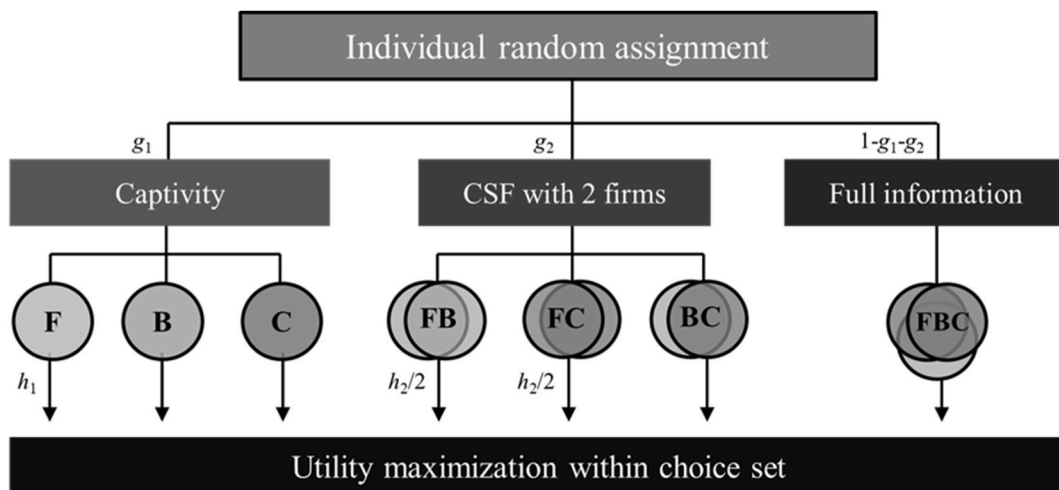 Individual random assignment
g1 g2 1-g1-g2
Captivity CSF with 2 firms Full information
F B C FB FC BC FBC
h1 h2/2 h2/2
Utility maximization within choice set